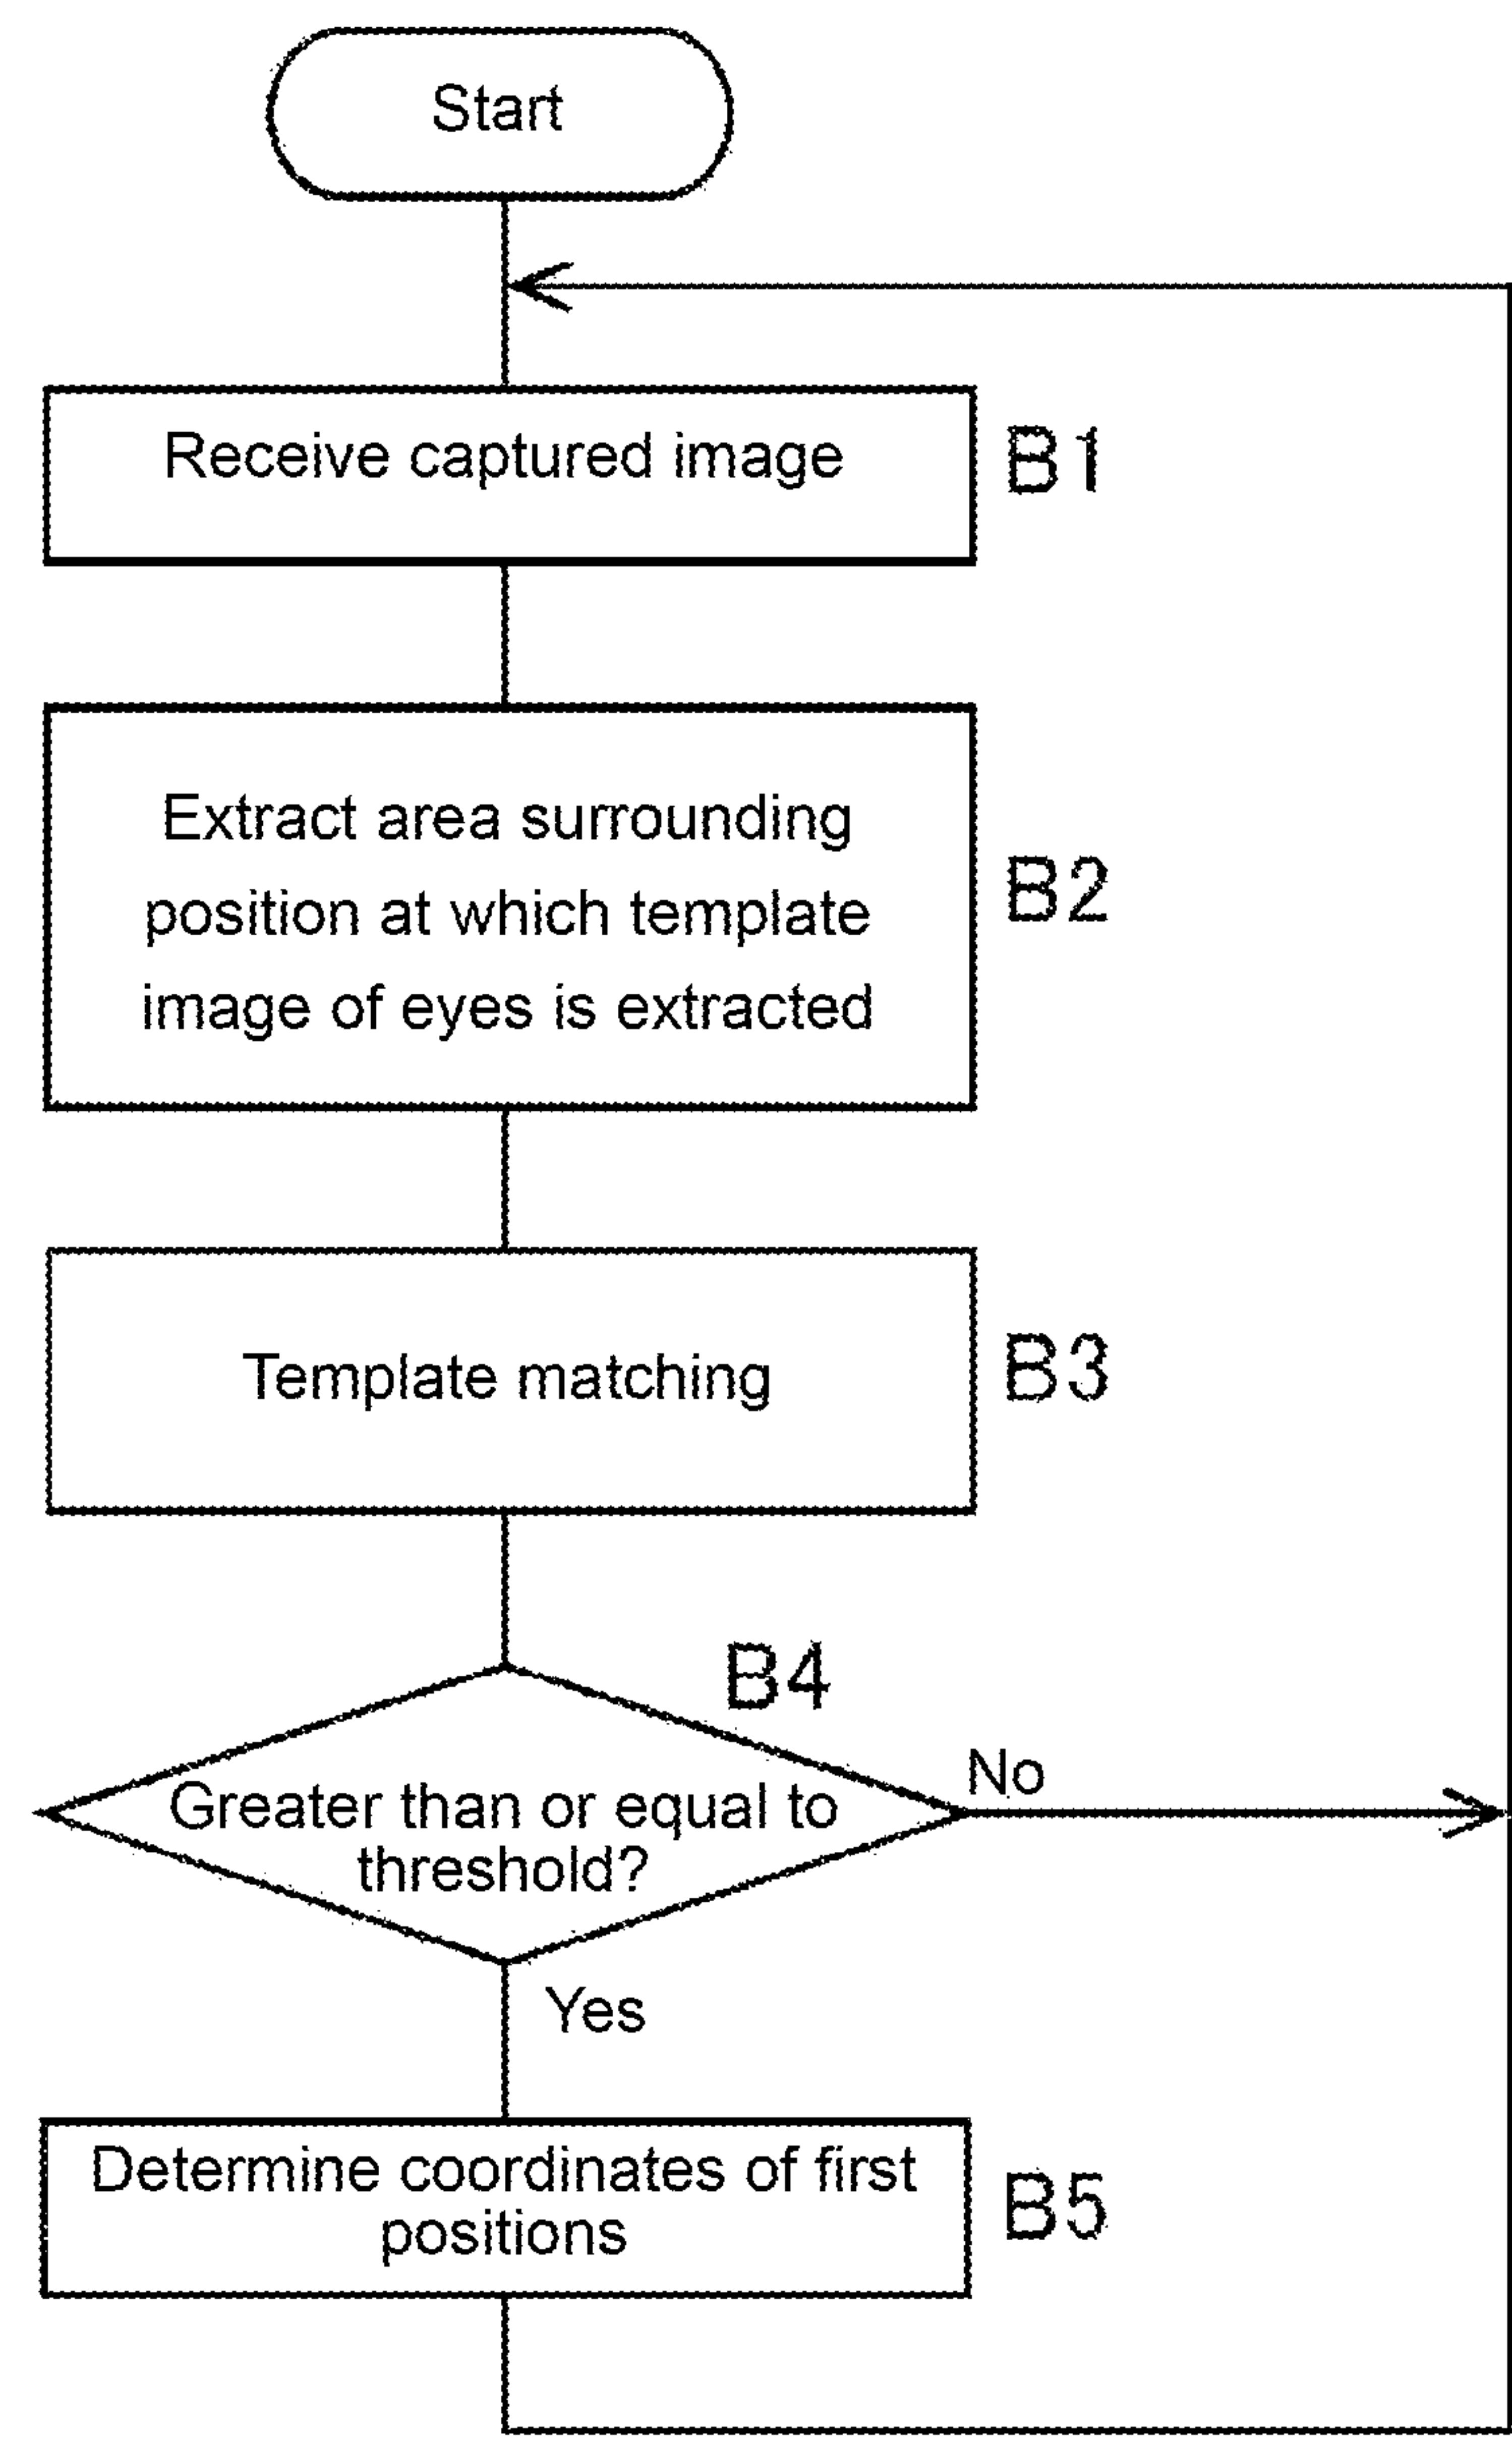 Start
Receive captured image
B1
Extract area surrounding
position at which template
image of eyes is extracted
B2
Template matching
B3
B4
Greater than or equal to
threshold?
No
Yes
Determine coordinates of first
positions
B5